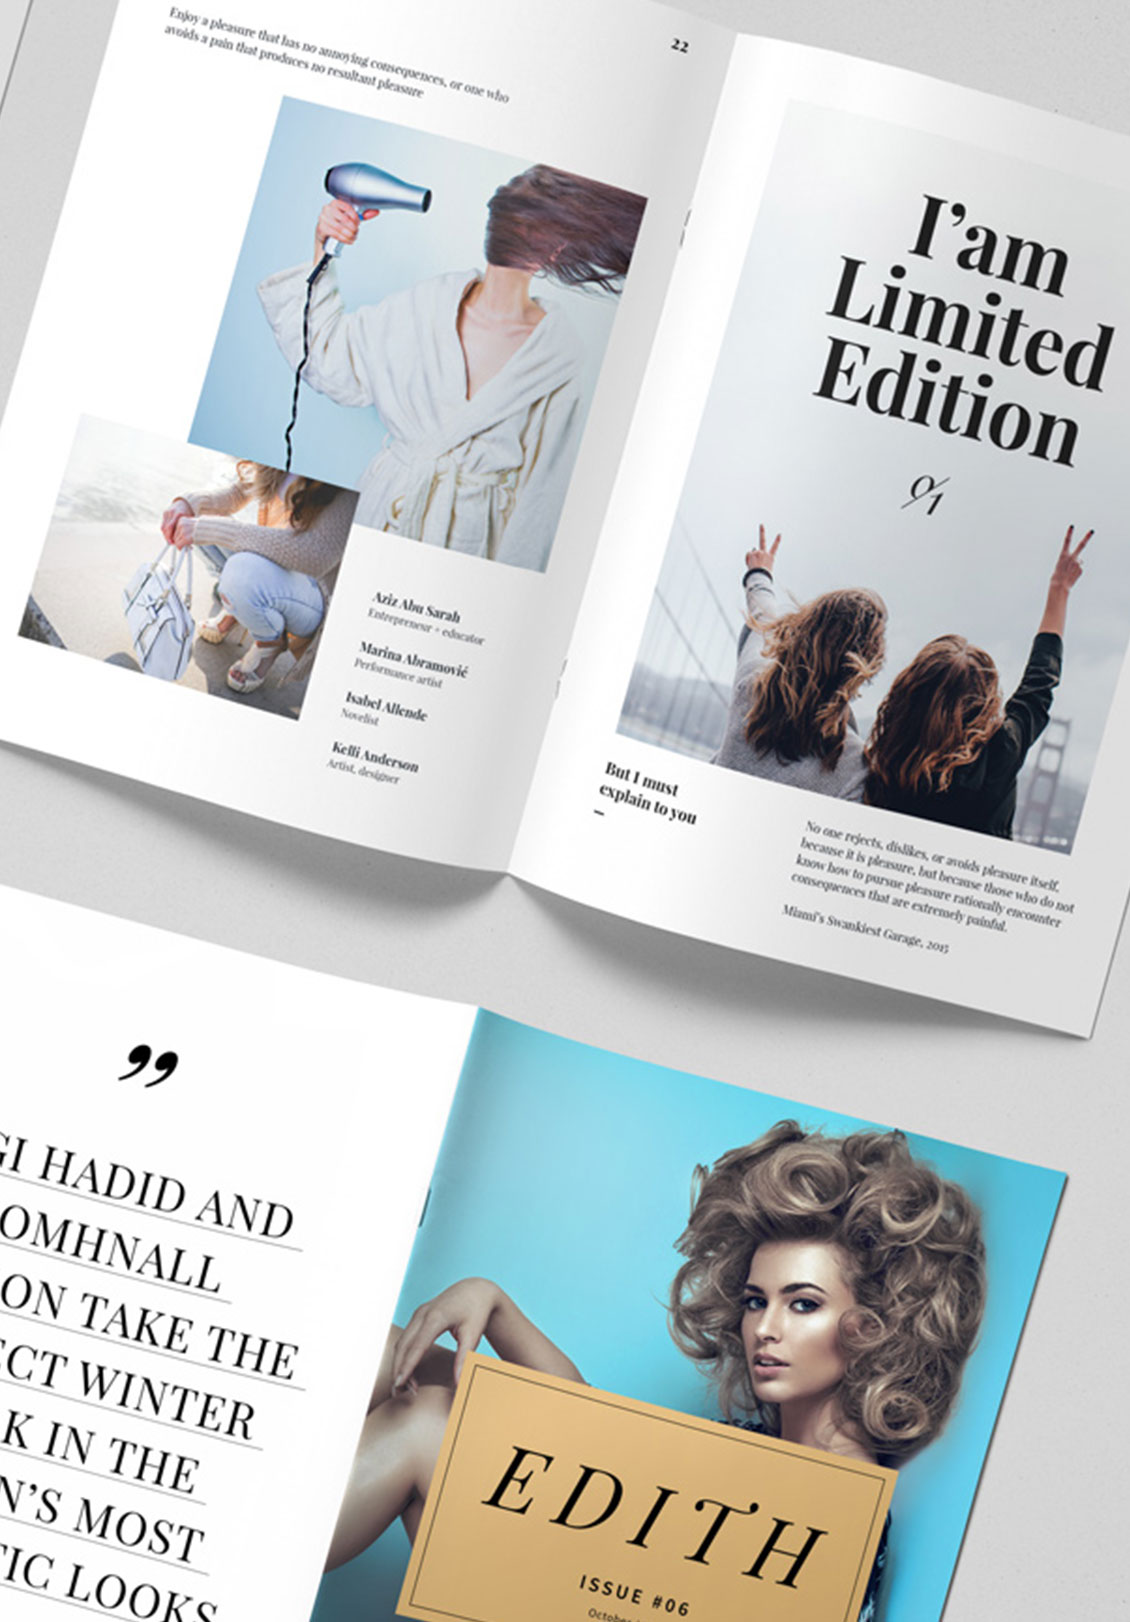 Enjoy a pleasure that has no annoying consequences, or one who
avoids a pain that produces no resultant pleasure
22
Aziz Abu Sarah
Entrepreneur + educator
Marina Abramović
Performance artist
Isabel Allende
Novelist
Kelli Anderson
Artist, designer
I'am
Limited
Edition
0/1
But I must
explain to you
–
No one rejects, dislikes, or avoids pleasure itself,
because it is pleasure, but because those who do not
know how to pursue pleasure rationally encounter
consequences that are extremely painful.
Miami's Swankiest Garage, 2015
”
GI HADID AND
OMHNALL
ON TAKE THE
ECT WINTER
K IN THE
N'S MOST
TIC LOOKS
EDITH
ISSUE #06
October